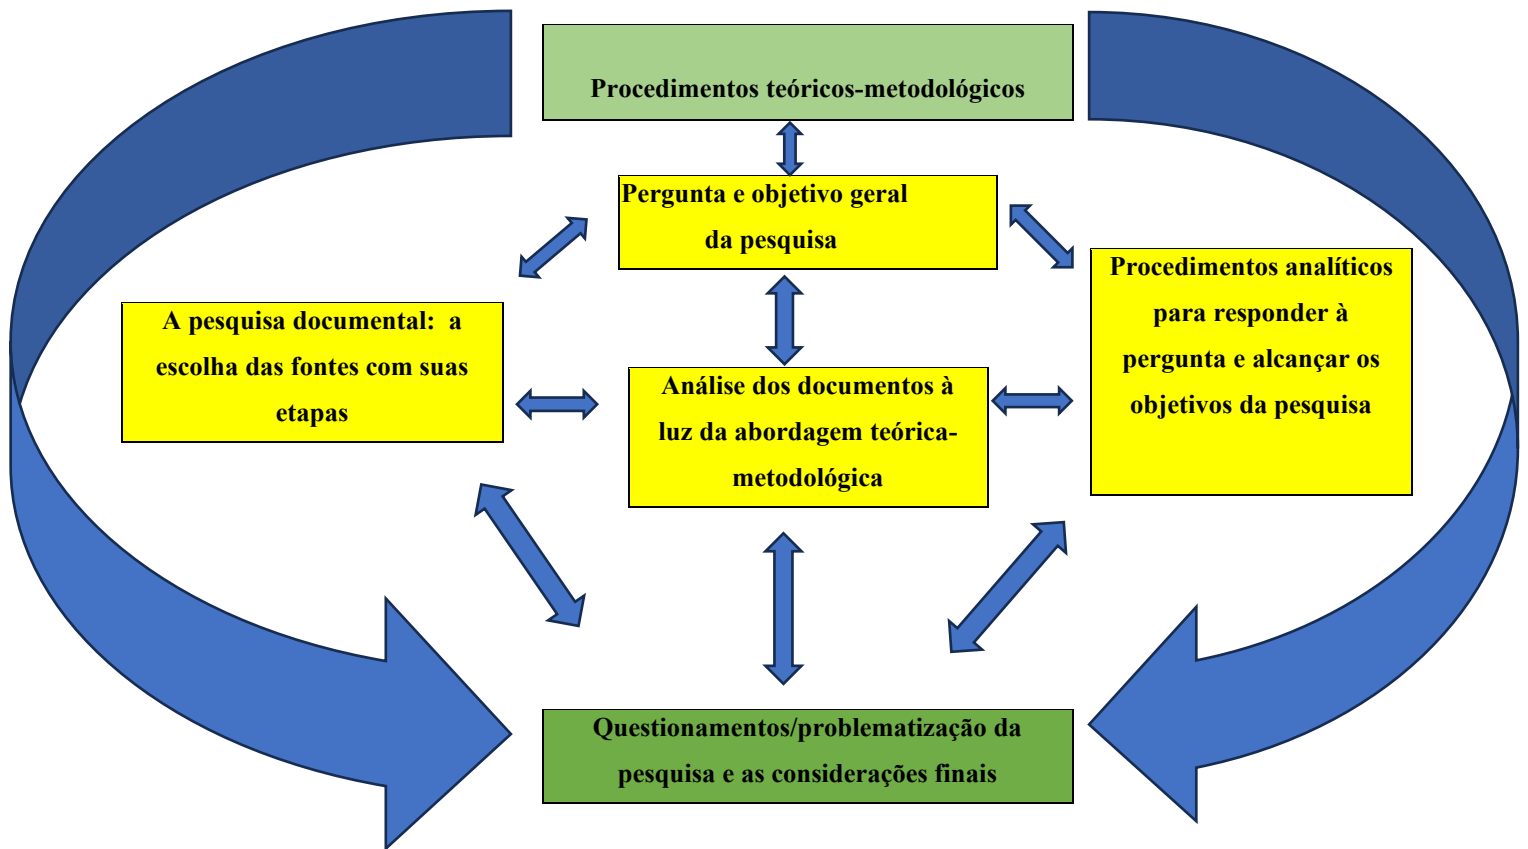 Procedimentos teóricos-metodológicos
Pergunta e objetivo geral
da pesquisa
A pesquisa documental:  a
escolha das fontes com suas
etapas
Análise dos documentos à
luz da abordagem teórica-
metodológica
Procedimentos analíticos
para responder à
pergunta e alcançar os
objetivos da pesquisa
Questionamentos/problematização da
pesquisa e as considerações finais